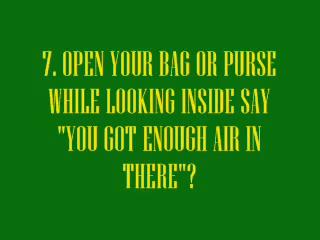 7. OPEN YOUR BAG OR PURSE
WHILE LOOKING INSIDE SAY
"YOU GOT ENOUGH AIR IN
THERE"?